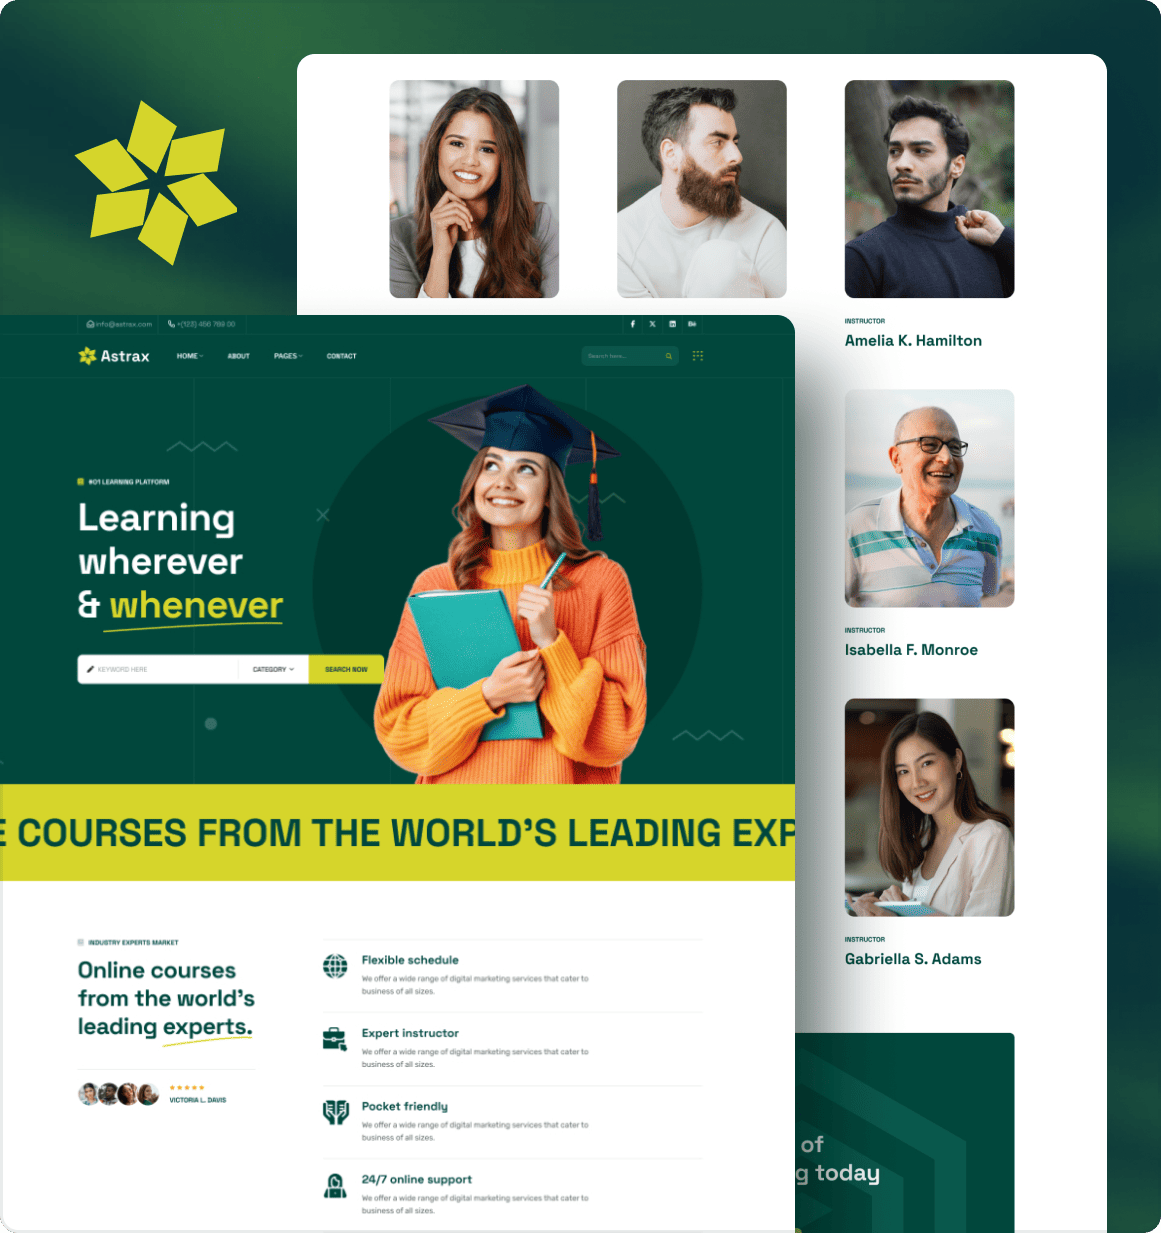 info@astrax.com
+(123) 456 789 00
Astrax
HOME
ABOUT
PAGES
CONTACT
Search here...
#01 LEARNING PLATFORM
Learning
wherever
& whenever
KEYWORD HERE
CATEGORY
SEARCH NOW
E COURSES FROM THE WORLD'S LEADING EXP
INDUSTRY EXPERTS MARKET
Online courses
from the world's
leading experts.
VICTORIA L. DAVIS
Flexible schedule
We offer a wide range of digital marketing services that cater to
business of all sizes.
Expert instructor
We offer a wide range of digital marketing services that cater to
business of all sizes.
Pocket friendly
We offer a wide range of digital marketing services that cater to
business of all sizes.
24/7 online support
We offer a wide range of digital marketing services that cater to
business of all sizes.
INSTRUCTOR
Amelia K. Hamilton
INSTRUCTOR
Isabella F. Monroe
INSTRUCTOR
Gabriella S. Adams
of
g today